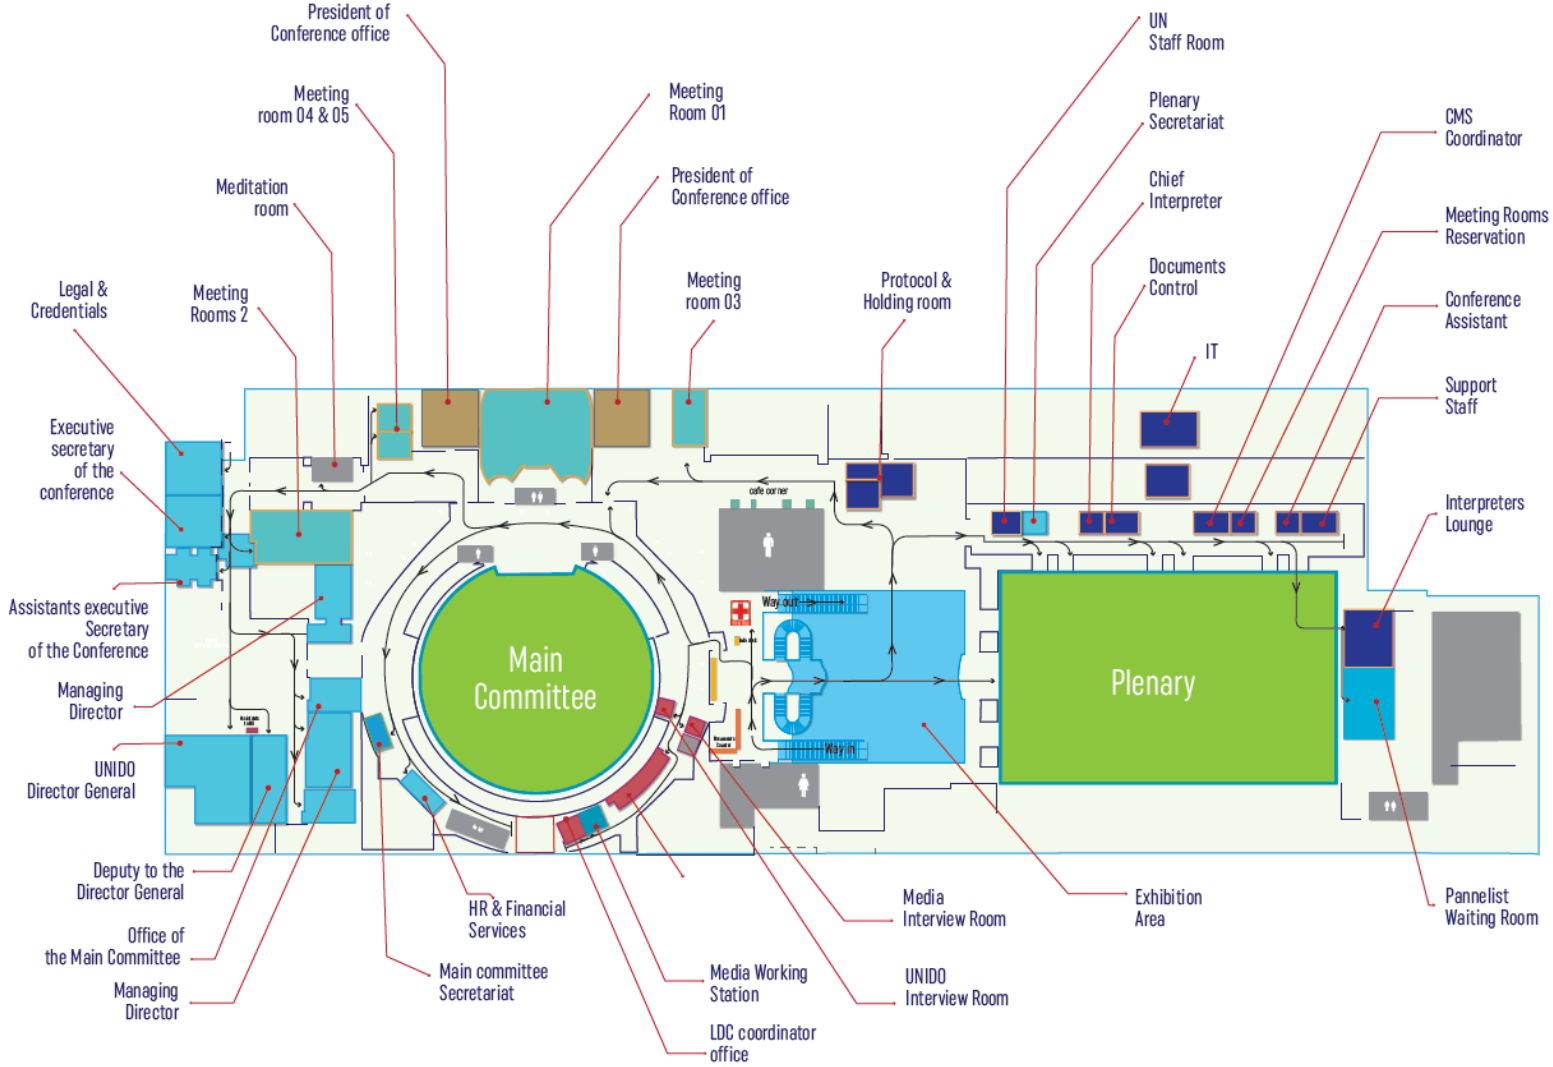 President of
Conference office
UN
Staff Room
Meeting
room 04 & 05
Meeting
Room 01
Plenary
Secretariat
CMS
Coordinator
Meditation
room
President of
Conference office
Chief
Interpreter
Meeting Rooms
Reservation
Legal &
Credentials
Meeting
Rooms 2
Meeting
room 03
Protocol &
Holding room
Documents
Control
Conference
Assistant
IT
Support
Staff
Executive
secretary
of the
conference
cafe corner
Interpreters
Lounge
Assistants executive
Secretary
of the Conference
Way out
Main
Committee
Plenary
Managing
Director
Way in
UNIDO
Director General
Deputy to the
Director General
HR & Financial
Services
Media
Interview Room
Exhibition
Area
Pannelist
Waiting Room
Office of
the Main Committee
Main committee
Secretariat
Media Working
Station
UNIDO
Interview Room
Managing
Director
LDC coordinator
office